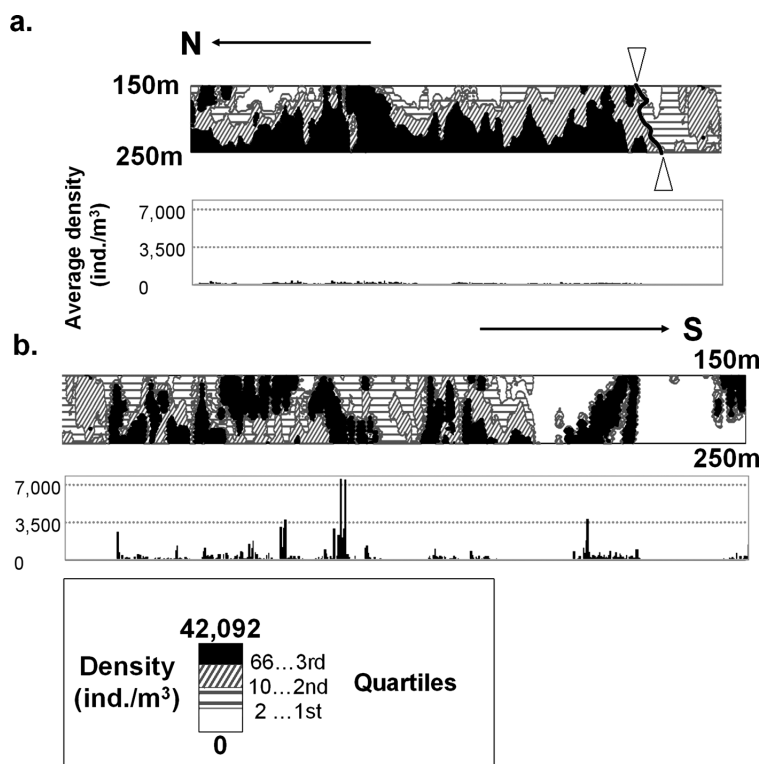 a.
N
150m
250m
Average density
(ind./m³)
7,000
3,500
0
S
b.
150m
250m
7,000
3,500
0
42,092
Density
(ind./m³)
66…3rd
10…2nd
2 …1st
Quartiles
0